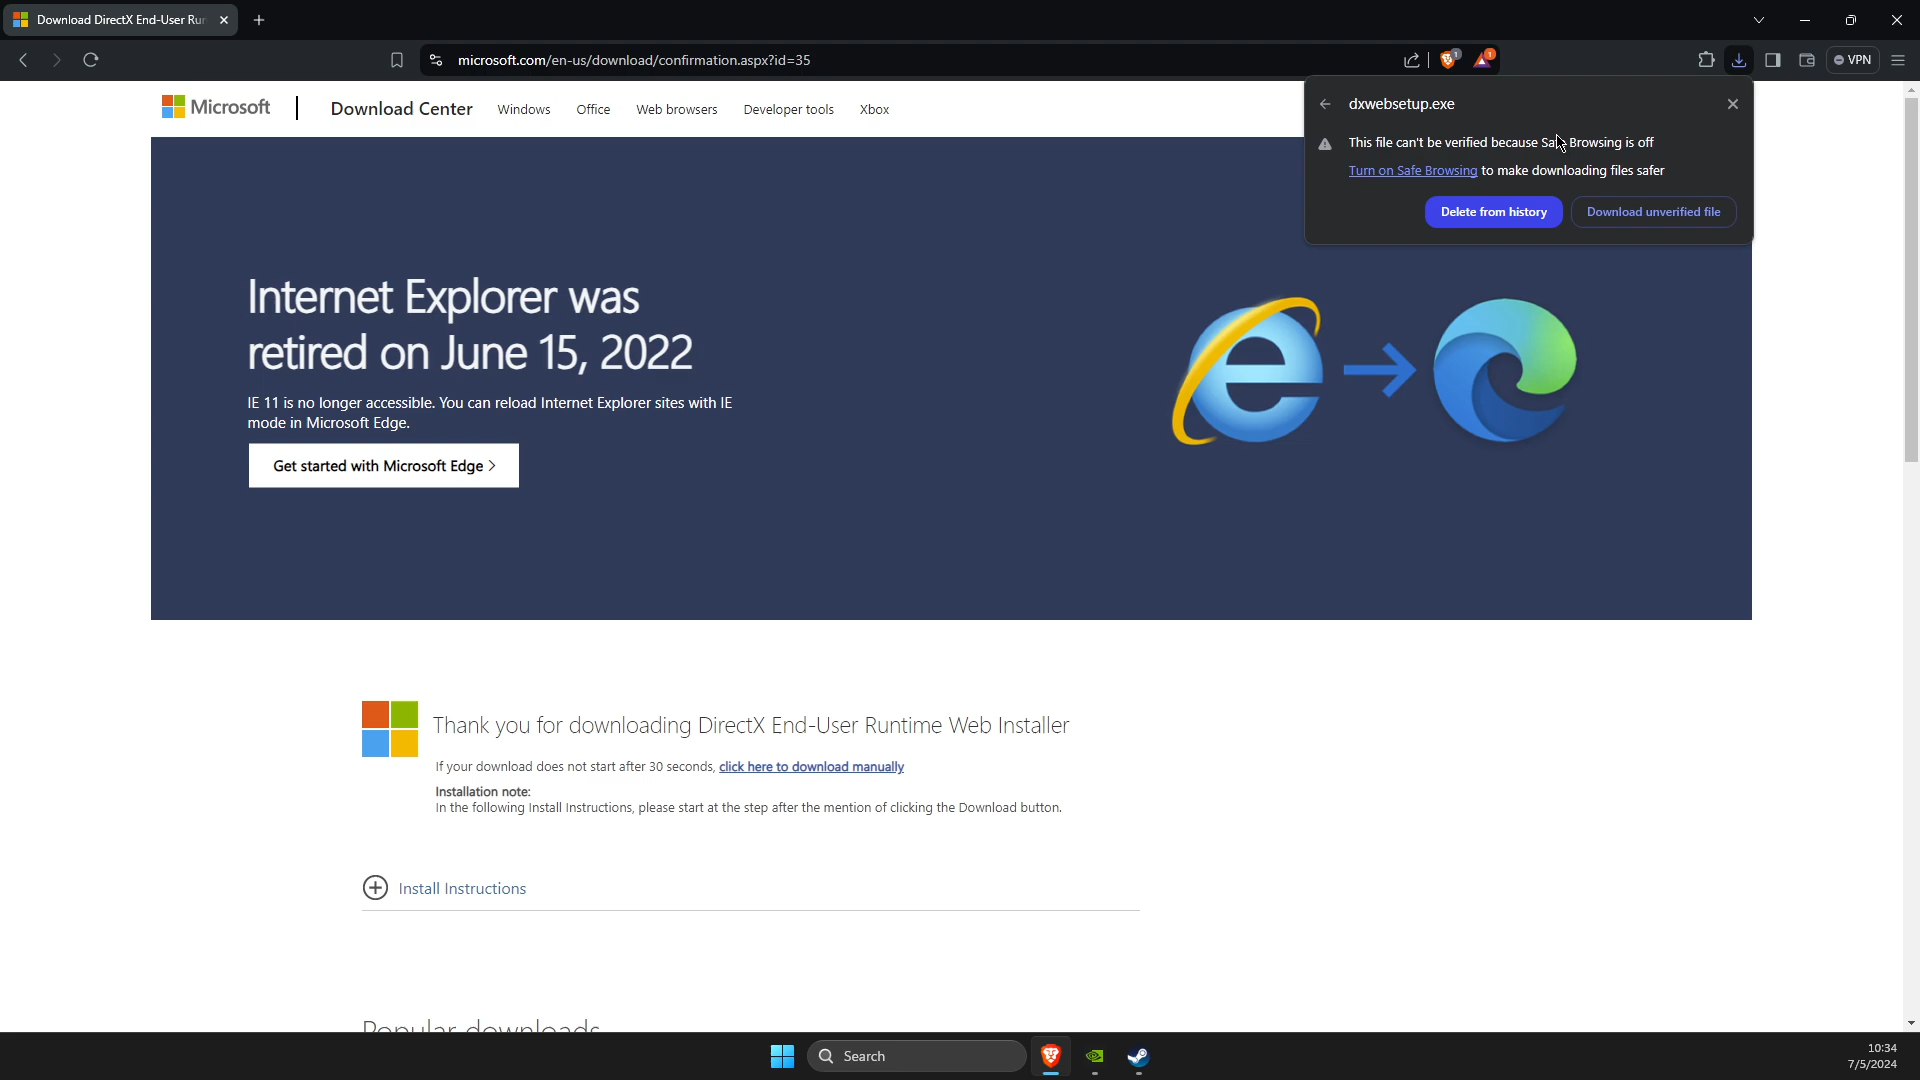 Download DirectX End-User Run
microsoft.com/en-us/download/confirmation.aspx?id=35
1
1
VPN
Microsoft
Download Center
Windows
Office
Web browsers
Developer tools
Xbox
dxwebsetup.exe
This file can't be verified because Safe Browsing is off
Turn on Safe Browsing to make downloading files safer
Delete from history
Download unverified file
Internet Explorer was
retired on June 15, 2022
IE 11 is no longer accessible. You can reload Internet Explorer sites with IE
mode in Microsoft Edge.
Get started with Microsoft Edge >
Thank you for downloading DirectX End-User Runtime Web Installer
If your download does not start after 30 seconds, click here to download manually
Installation note:
In the following Install Instructions, please start at the step after the mention of clicking the Download button.
Install Instructions
Popular downloads
Search
10:34
7/5/2024